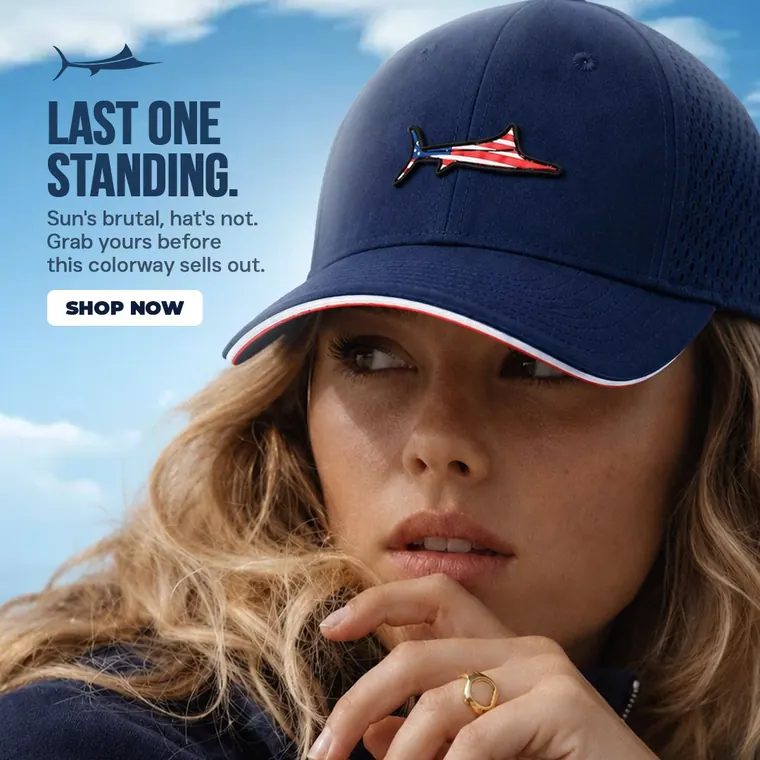 LAST ONE
STANDING.
Sun's brutal, hat's not.
Grab yours before
this colorway sells out.
SHOP NOW